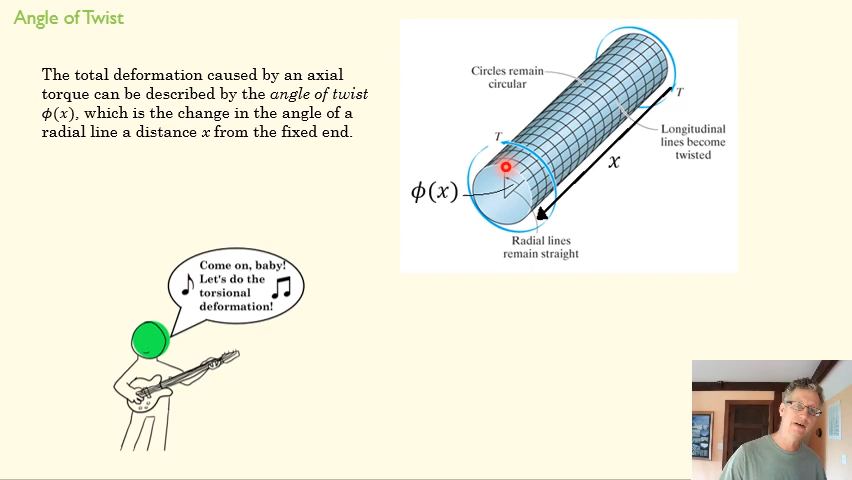 Angle of Twist
The total deformation caused by an axial
torque can be described by the angle of twist
ϕ(x), which is the change in the angle of a
radial line a distance x from the fixed end.
Circles remain
circular
T
T
Longitudinal
lines become
twisted
x
ϕ(x)
Radial lines
remain straight
Come on, baby!
Let's do the
torsional
deformation!